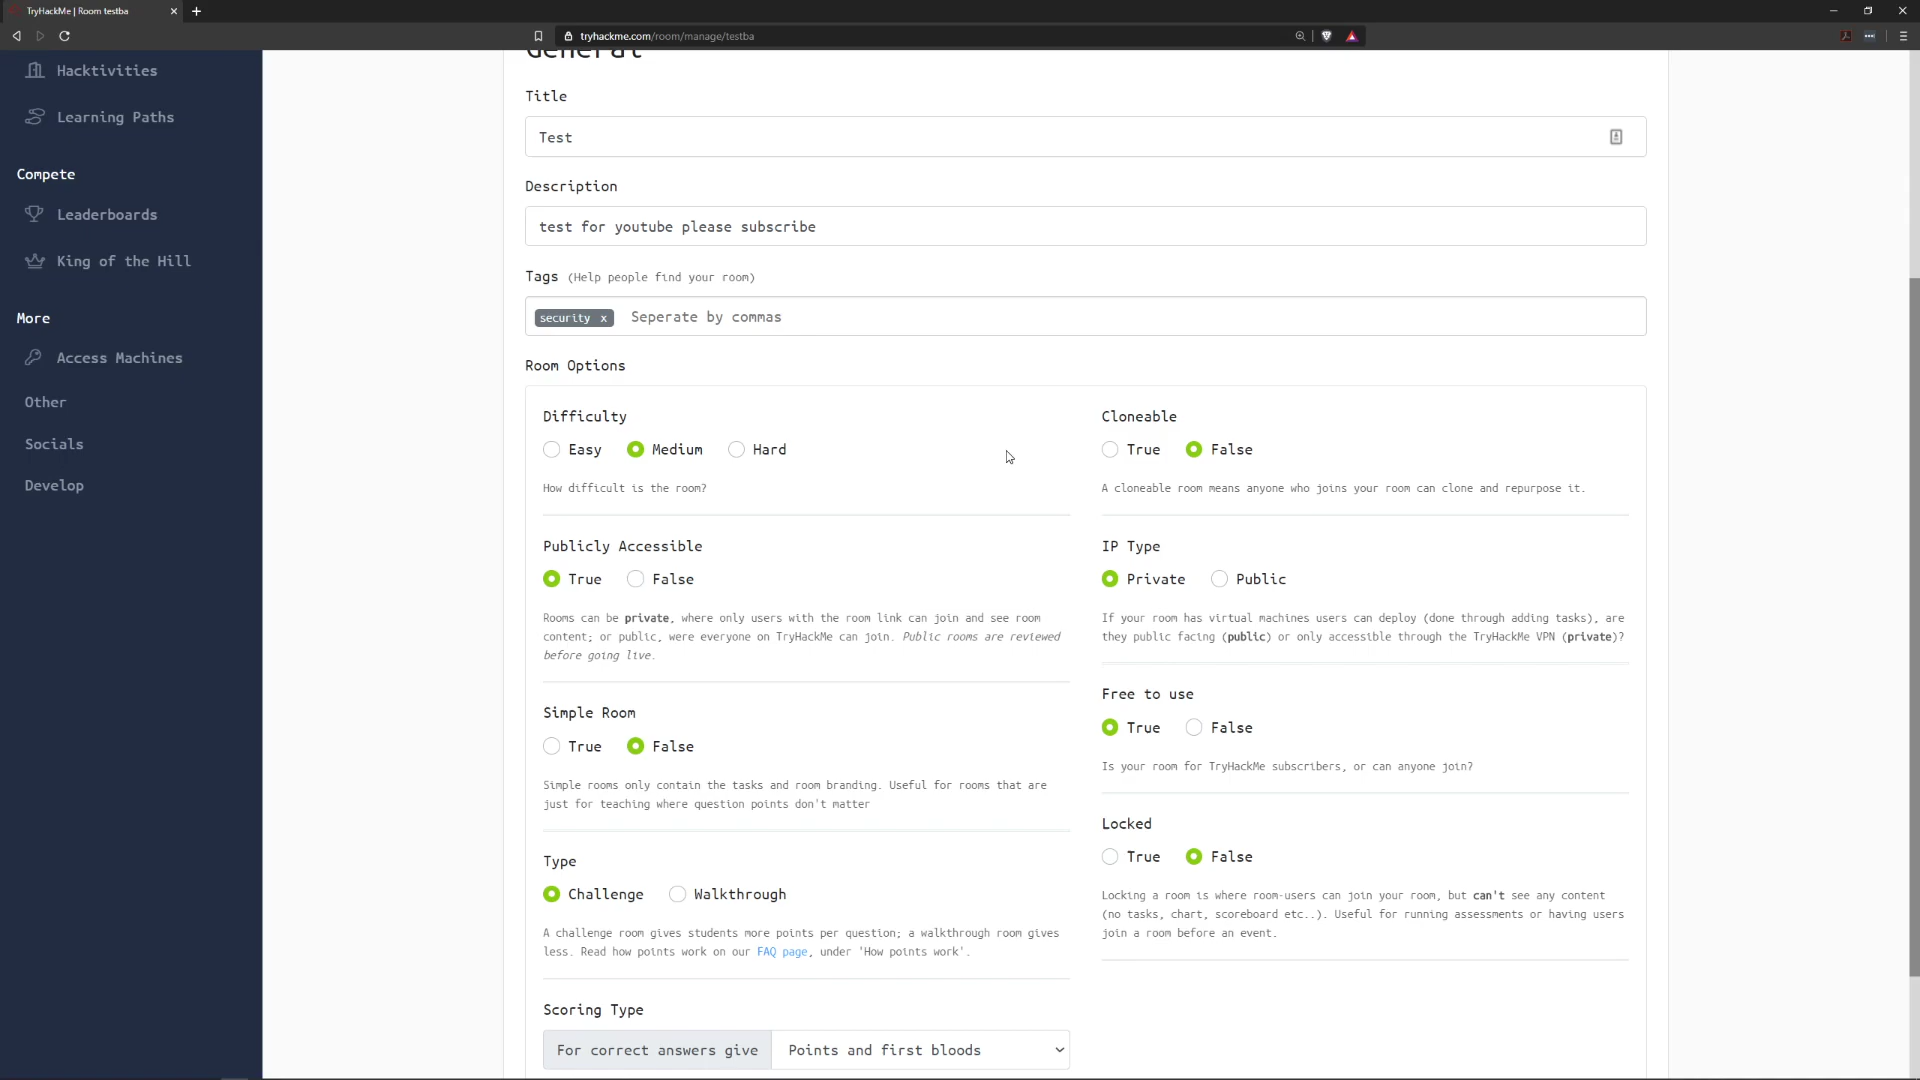 TryHackMe | Room testba
tryhackme.com/room/manage/testba
Hacktivities
Learning Paths
Compete
Leaderboards
King of the Hill
More
Access Machines
Other
Socials
Develop
General
Title
Test
Description
test for youtube please subscribe
Tags (Help people find your room)
security x Seperate by commas
Room Options
Difficulty
Easy Medium Hard
How difficult is the room?
Publicly Accessible
True False
Rooms can be private, where only users with the room link can join and see room
content; or public, were everyone on TryHackMe can join. Public rooms are reviewed
before going live.
Simple Room
True False
Simple rooms only contain the tasks and room branding. Useful for rooms that are
just for teaching where question points don't matter
Type
Challenge Walkthrough
A challenge room gives students more points per question; a walkthrough room gives
less. Read how points work on our FAQ page, under 'How points work'.
Scoring Type
For correct answers give Points and first bloods
Cloneable
True False
A cloneable room means anyone who joins your room can clone and repurpose it.
IP Type
Private Public
If your room has virtual machines users can deploy (done through adding tasks), are
they public facing (public) or only accessible through the TryHackMe VPN (private)?
Free to use
True False
Is your room for TryHackMe subscribers, or can anyone join?
Locked
True False
Locking a room is where room-users can join your room, but can't see any content
(no tasks, chart, scoreboard etc..). Useful for running assessments or having users
join a room before an event.